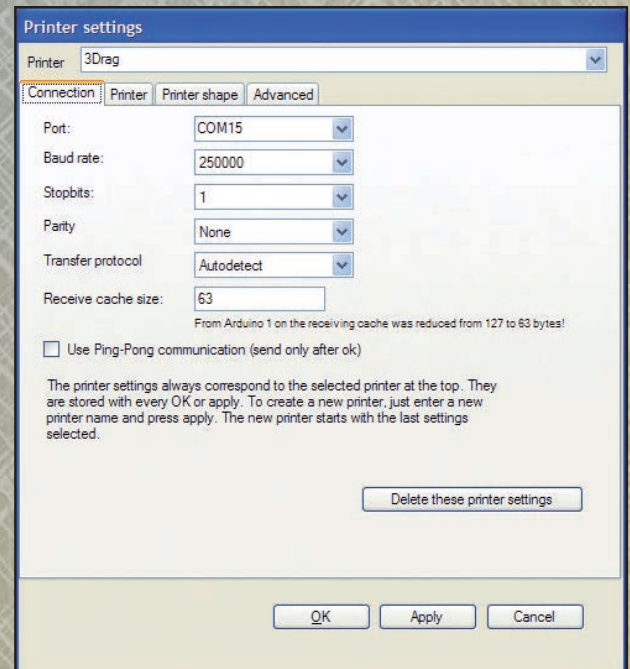 Printer settings
Printer 3Drag
Connection Printer Printer shape Advanced
Port: COM15
Baud rate: 250000
Stopbits: 1
Parity None
Transfer protocol Autodetect
Receive cache size: 63
From Arduino 1 on the receiving cache was reduced from 127 to 63 bytes!
Use Ping-Pong communication (send only after ok)
The printer settings always correspond to the selected printer at the top. They
are stored with every OK or apply. To create a new printer, just enter a new
printer name and press apply. The new printer starts with the last settings
selected.
Delete these printer settings
OK Apply Cancel